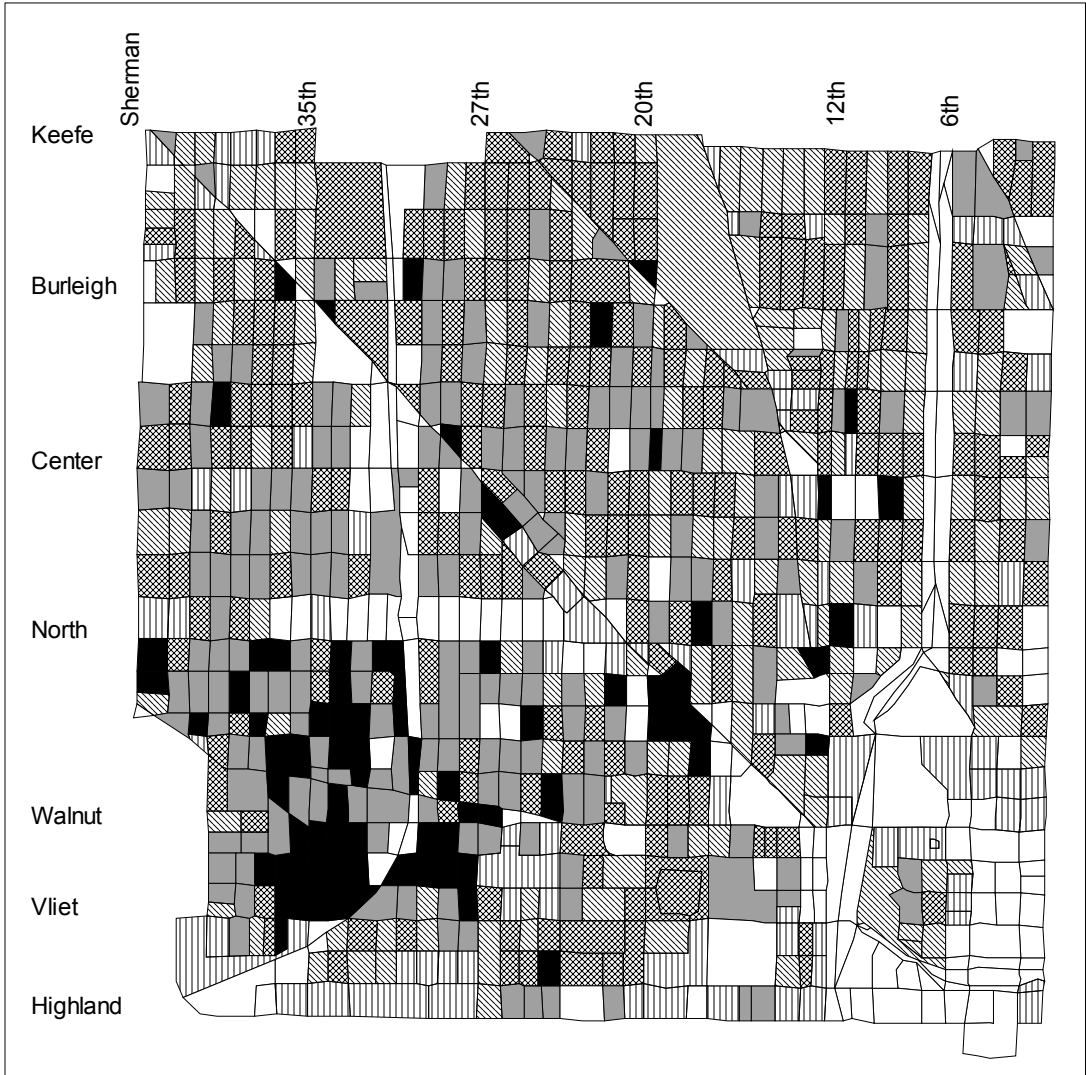 Sherman
35th
27th
20th
12th
6th
Keefe
Burleigh
Center
North
Walnut
Vliet
Highland